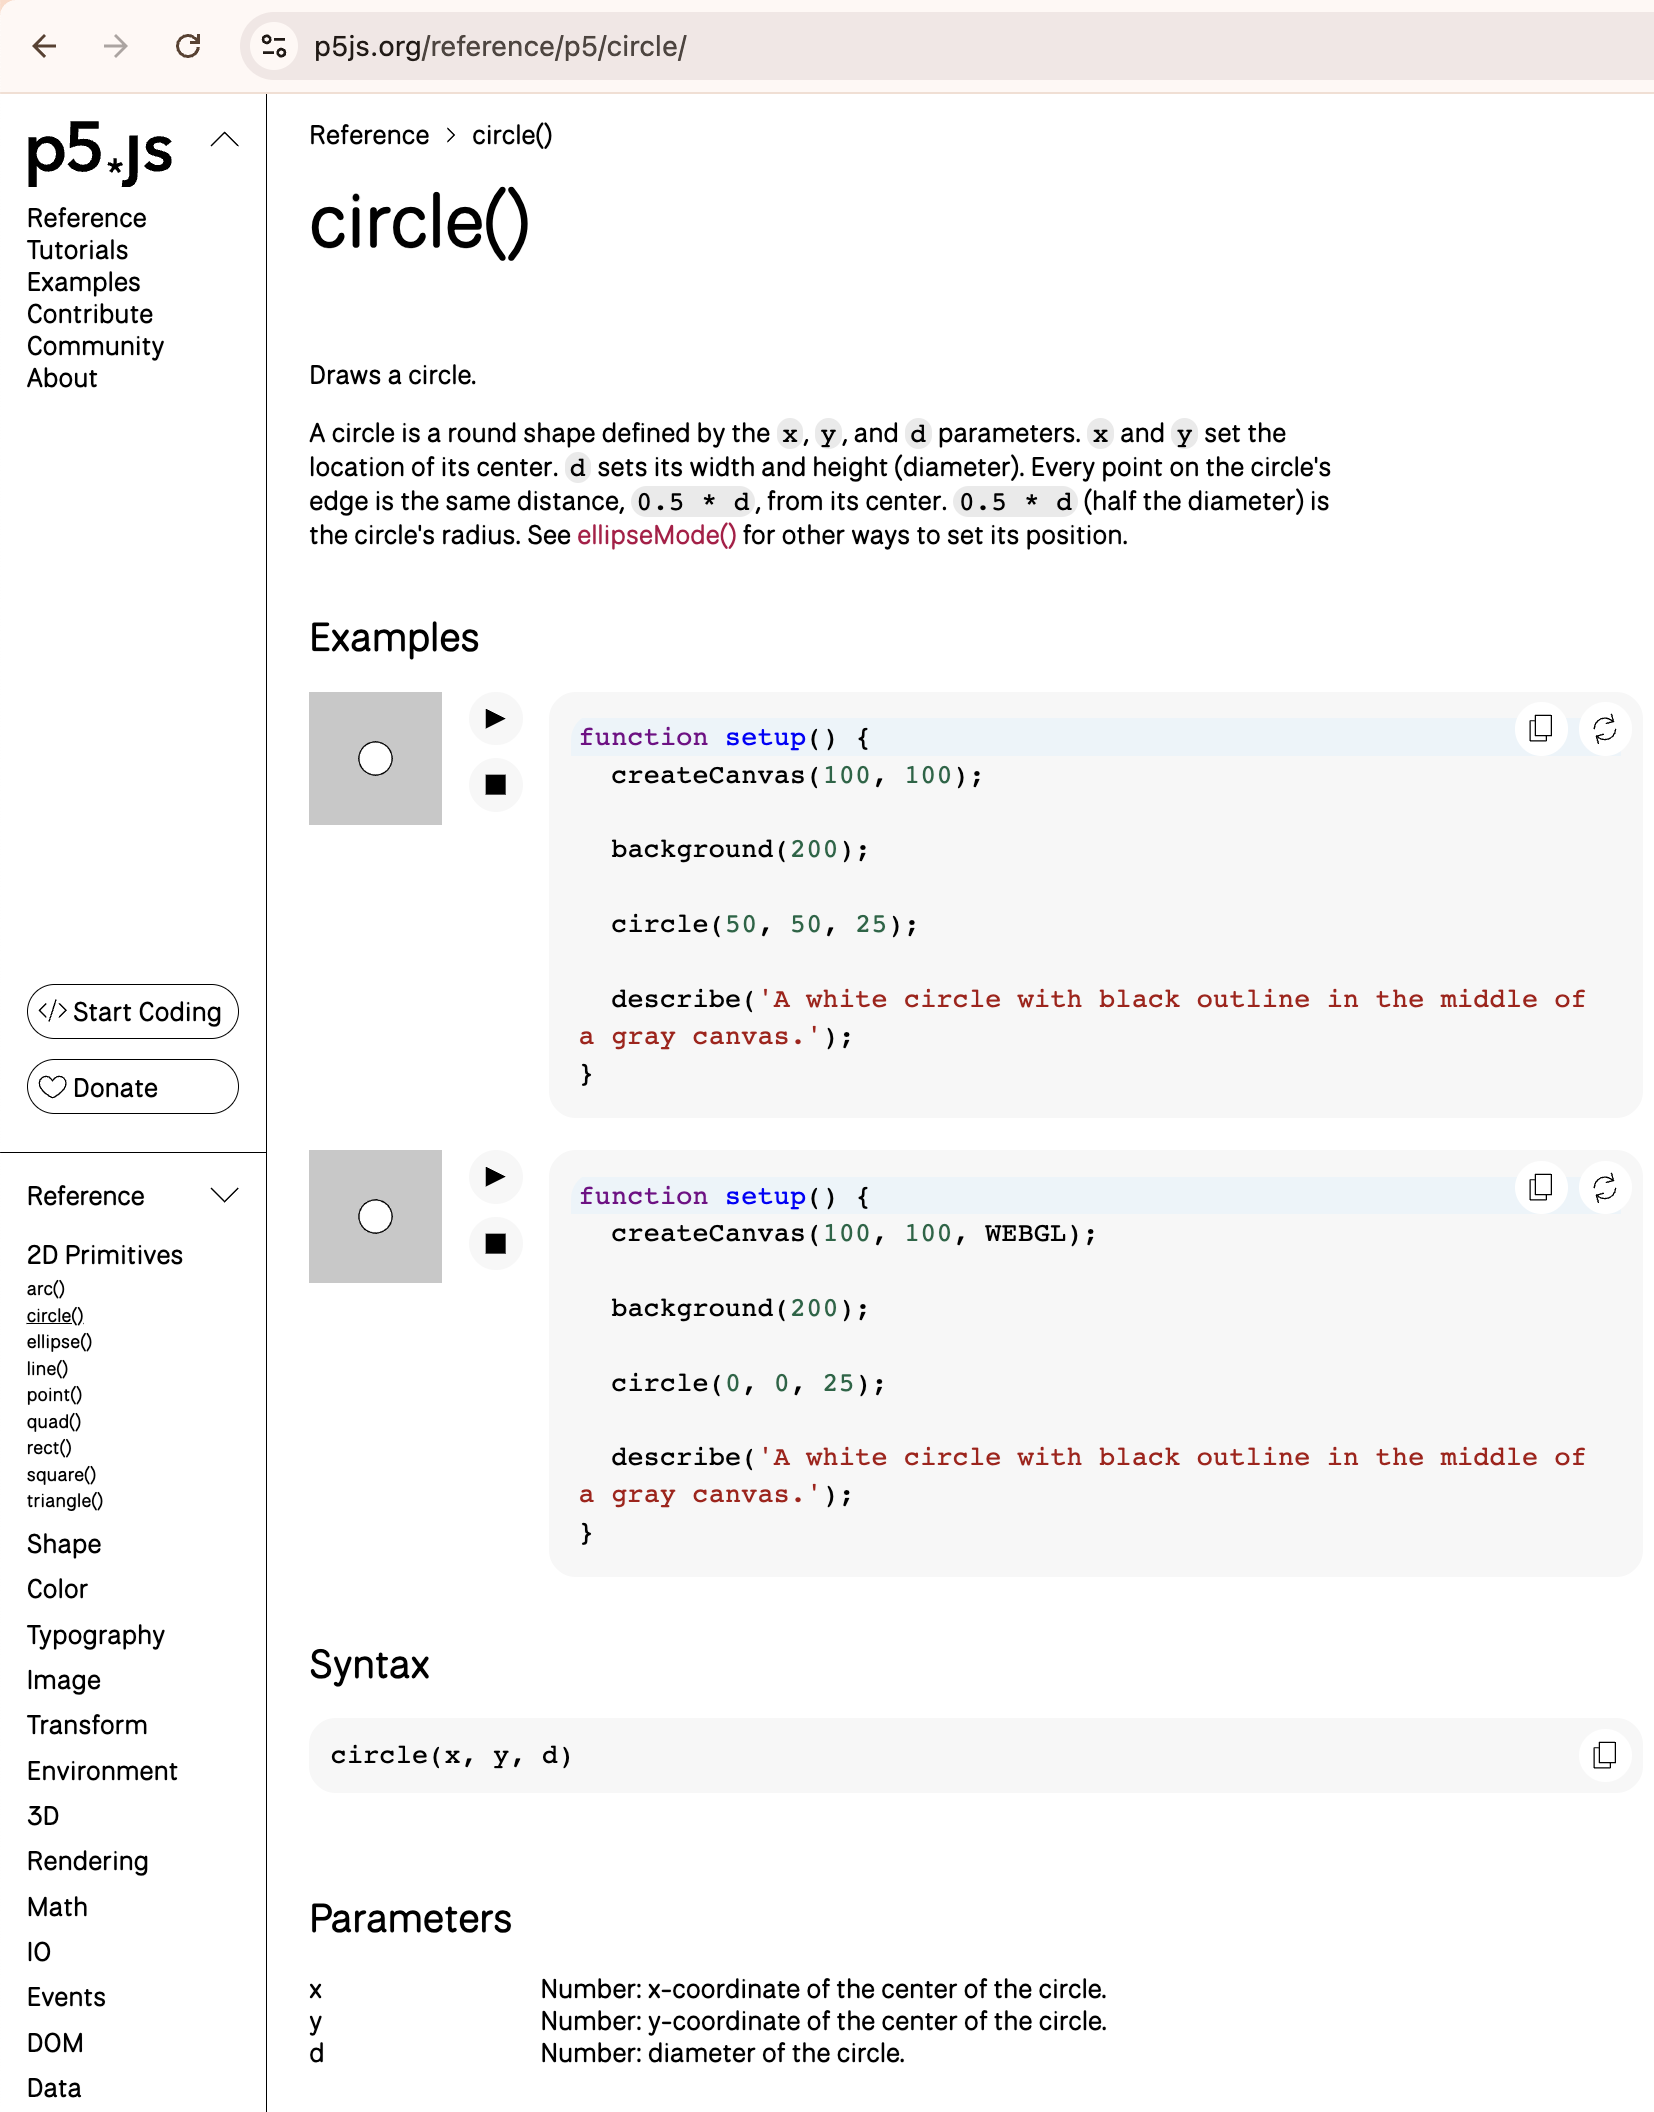 p5js.org/reference/p5/circle/
p5*js
Reference
Tutorials
Examples
Contribute
Community
About
</> Start Coding
Donate
Reference
2D Primitives
arc()
circle()
ellipse()
line()
point()
quad()
rect()
square()
triangle()
Shape
Color
Typography
Image
Transform
Environment
3D
Rendering
Math
IO
Events
DOM
Data
Reference > circle()
circle()
Draws a circle.
A circle is a round shape defined by the x, y, and d parameters. x and y set the
location of its center. d sets its width and height (diameter). Every point on the circle's
edge is the same distance, 0.5 * d, from its center. 0.5 * d (half the diameter) is
the circle's radius. See ellipseMode() for other ways to set its position.
Examples
function setup() {
  createCanvas(100, 100);
  background(200);
  circle(50, 50, 25);
  describe('A white circle with black outline in the middle of
a gray canvas.');
}
function setup() {
  createCanvas(100, 100, WEBGL);
  background(200);
  circle(0, 0, 25);
  describe('A white circle with black outline in the middle of
a gray canvas.');
}
Syntax
circle(x, y, d)
Parameters
x Number: x-coordinate of the center of the circle.
y Number: y-coordinate of the center of the circle.
d Number: diameter of the circle.